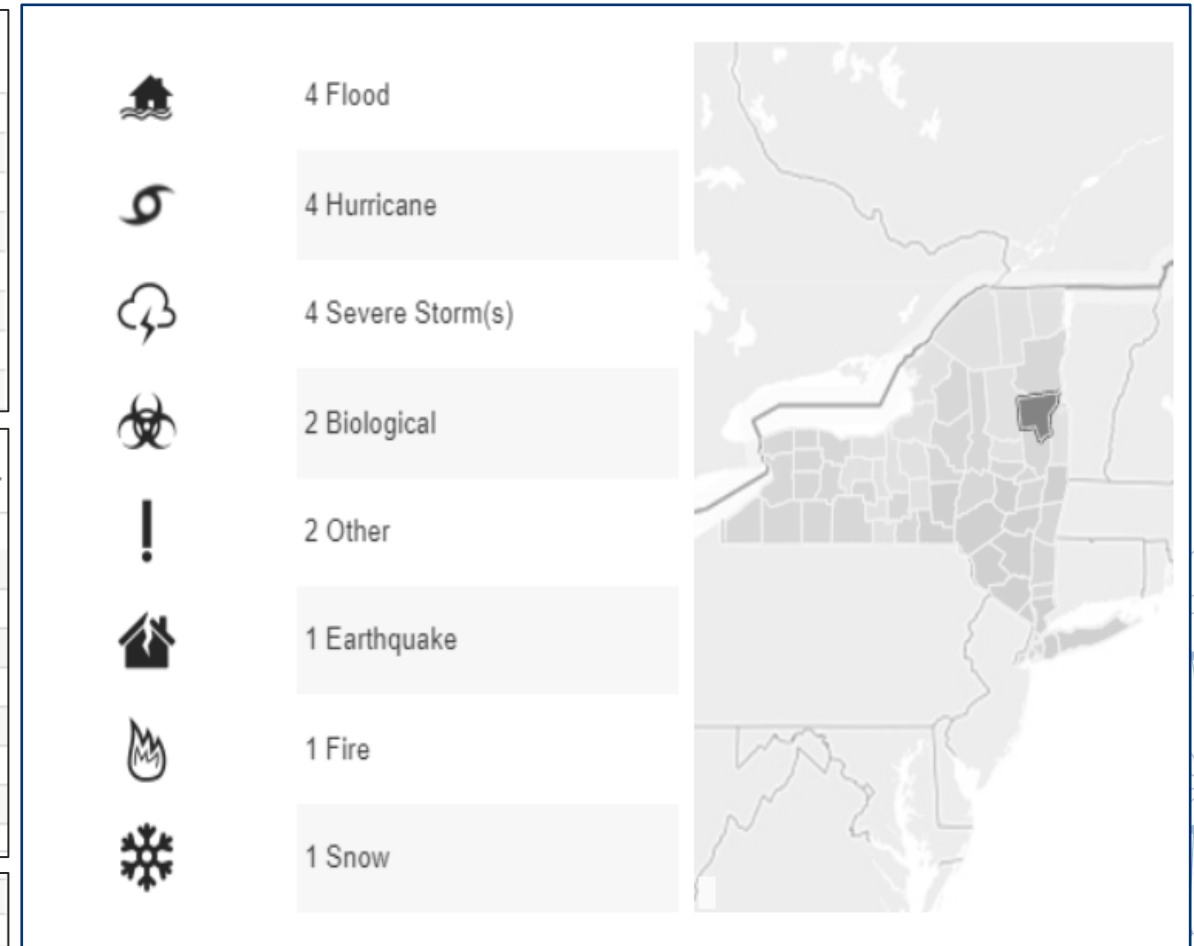 4 Flood
4 Hurricane
4 Severe Storm(s)
2 Biological
2 Other
1 Earthquake
1 Fire
1 Snow